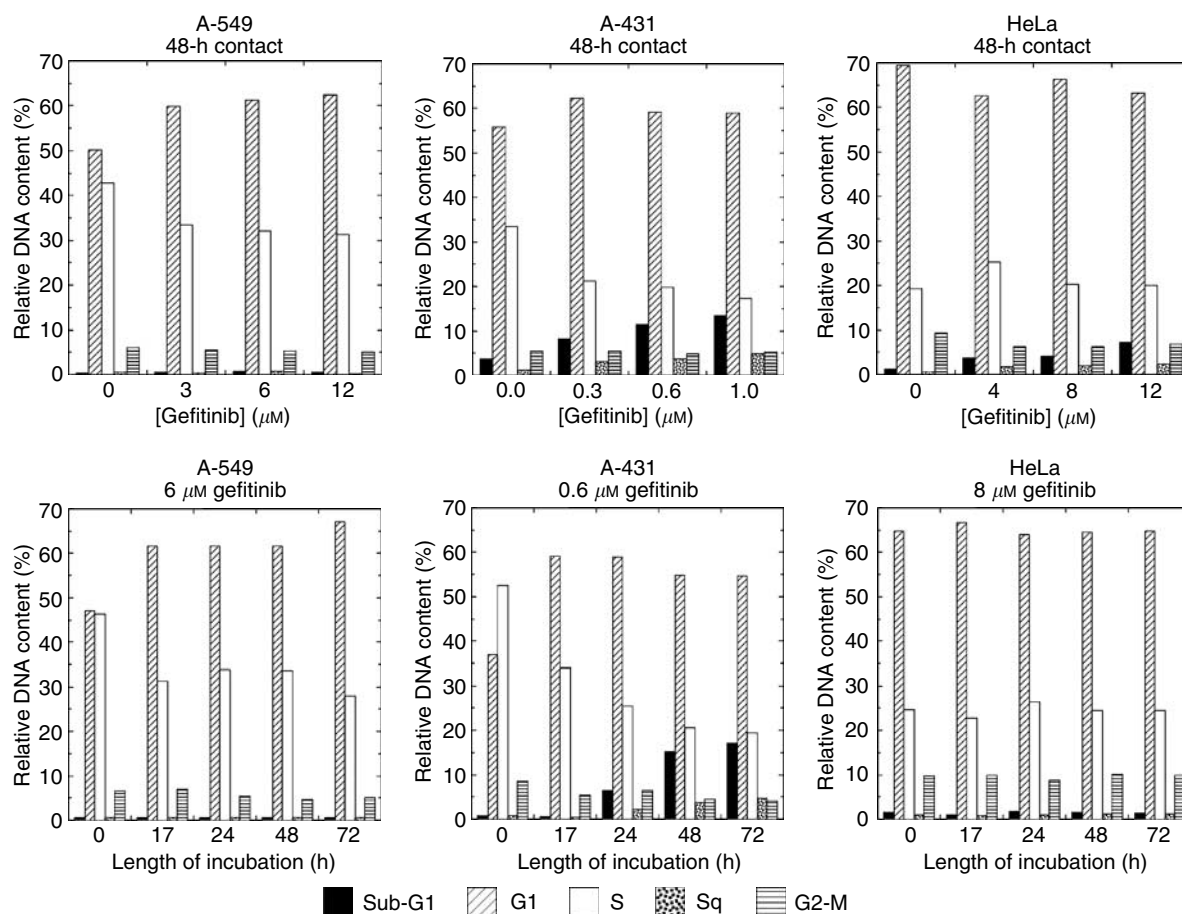 A-549
48-h contact
A-431
48-h contact
HeLa
48-h contact
Relative DNA content (%)
70
60
50
40
30
20
10
0
0 3 6 12
[Gefitinib] (μM)
Relative DNA content (%)
70
60
50
40
30
20
10
0
0.0 0.3 0.6 1.0
[Gefitinib] (μM)
Relative DNA content (%)
70
60
50
40
30
20
10
0
0 4 8 12
[Gefitinib] (μM)
A-549
6 μM gefitinib
A-431
0.6 μM gefitinib
HeLa
8 μM gefitinib
Relative DNA content (%)
70
60
50
40
30
20
10
0
0 17 24 48 72
Length of incubation (h)
Relative DNA content (%)
70
60
50
40
30
20
10
0
0 17 24 48 72
Length of incubation (h)
Relative DNA content (%)
70
60
50
40
30
20
10
0
0 17 24 48 72
Length of incubation (h)
Sub-G1 G1 S Sq G2-M